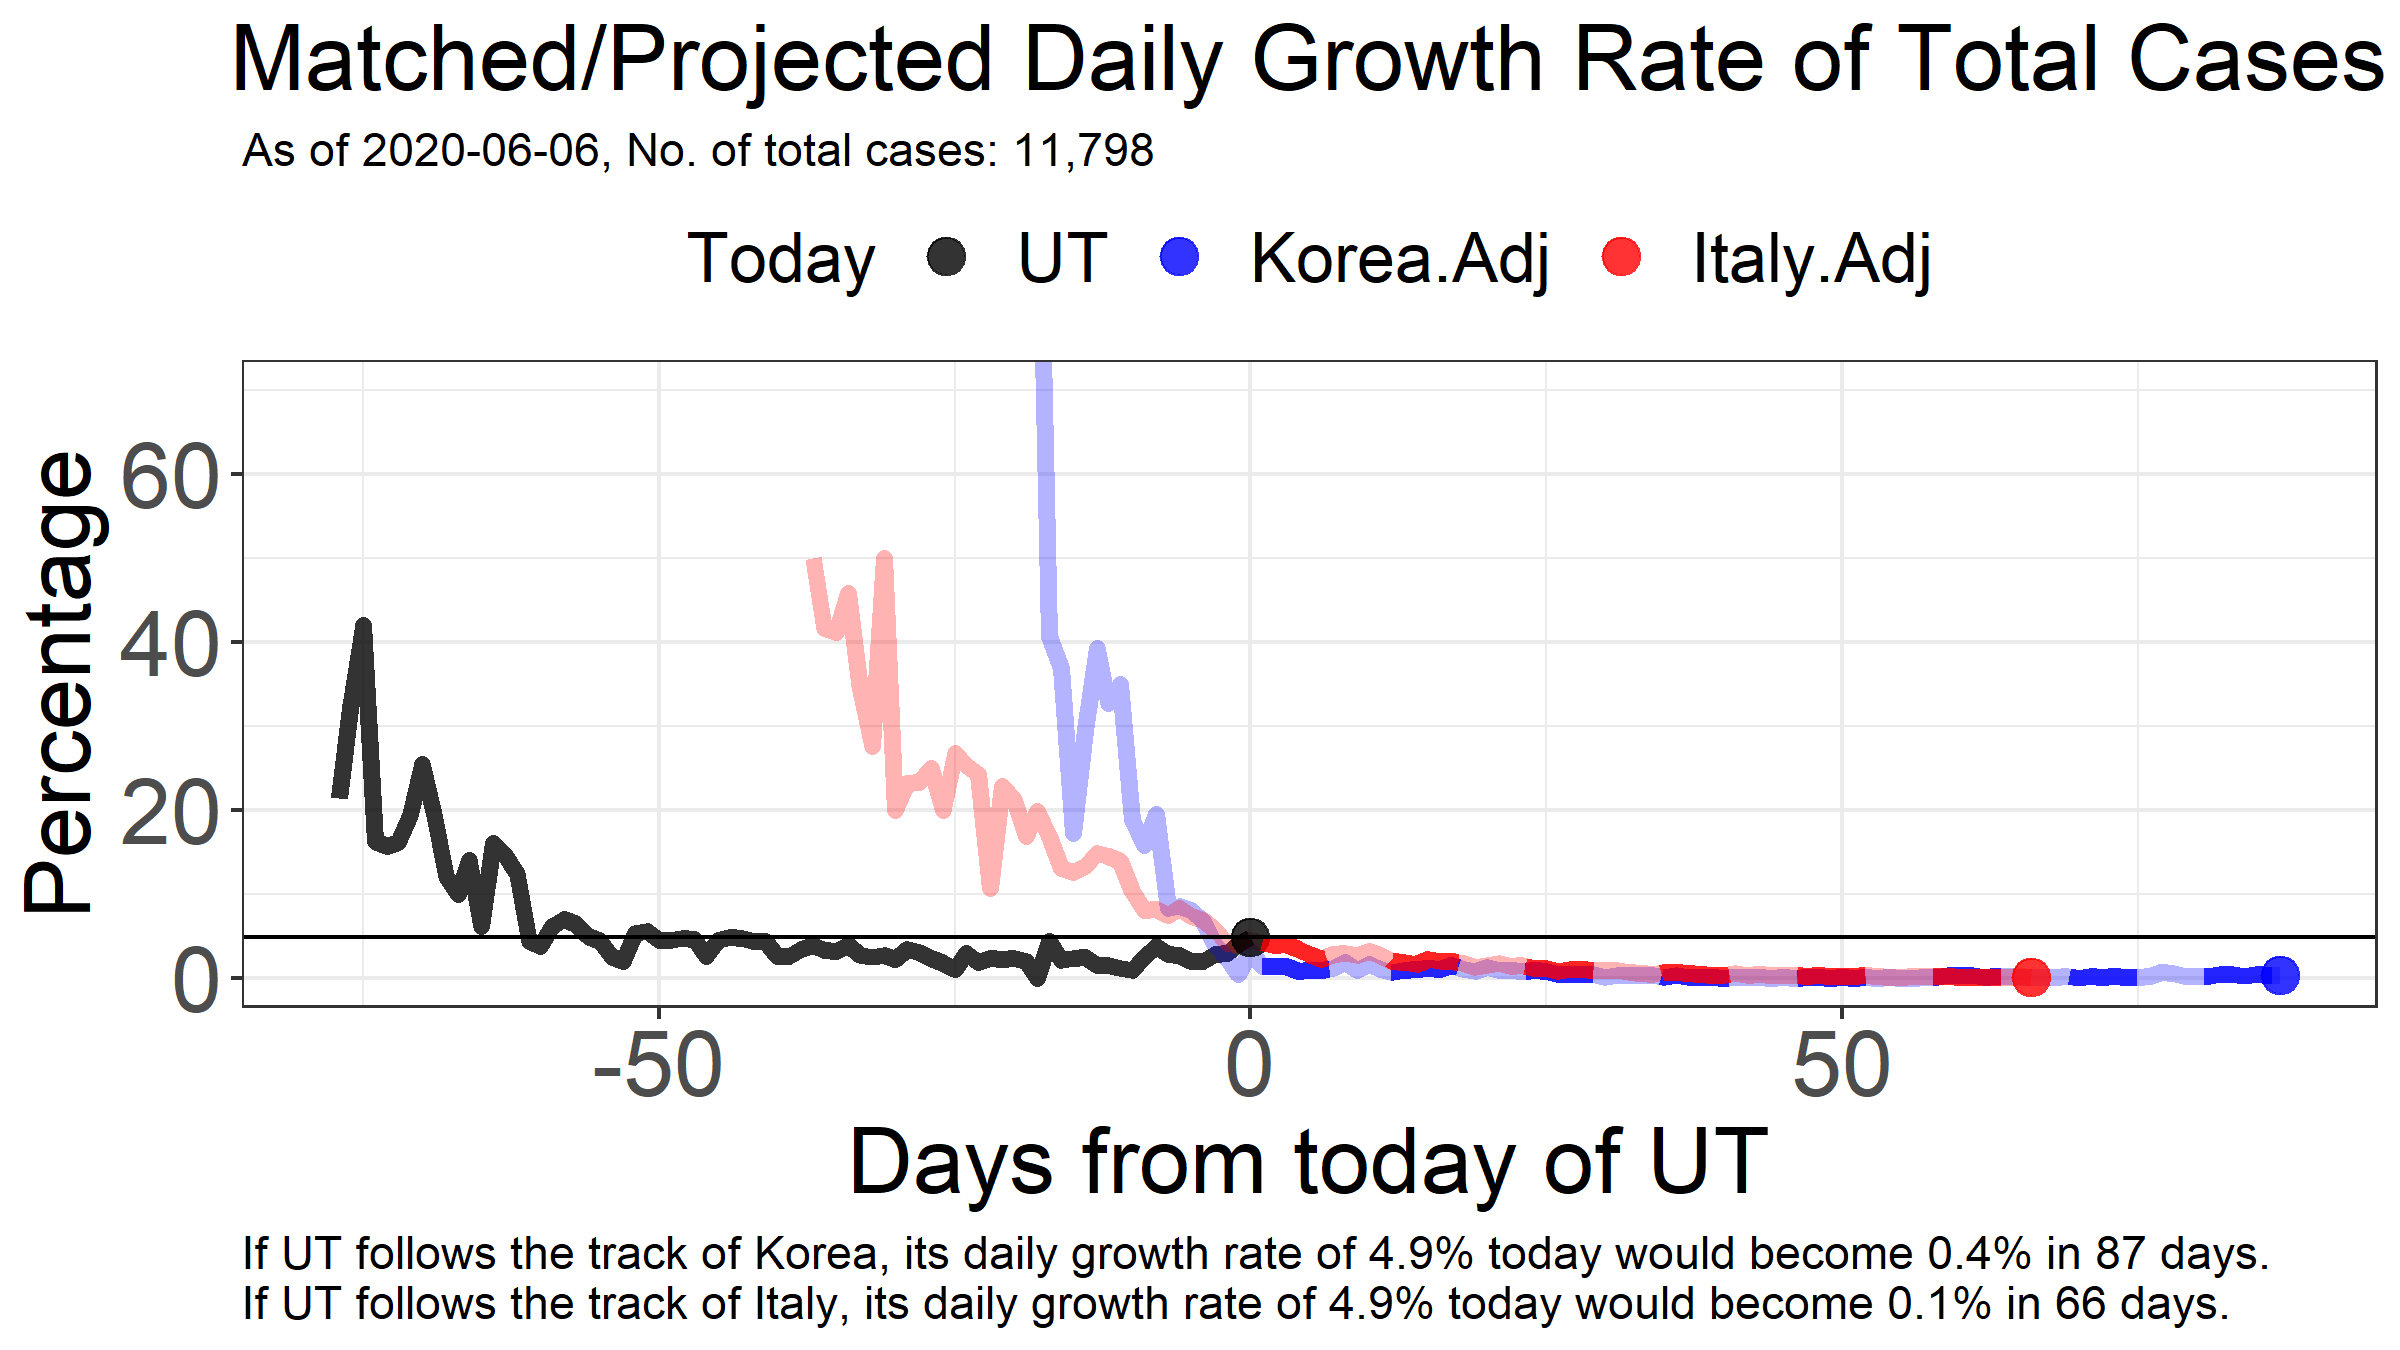 Matched/Projected Daily Growth Rate of Total Cases
As of 2020-06-06, No. of total cases: 11,798
Today UT Korea.Adj Italy.Adj
Percentage
60
40
20
0
-50 0 50
Days from today of UT
If UT follows the track of Korea, its daily growth rate of 4.9% today would become 0.4% in 87 days.
If UT follows the track of Italy, its daily growth rate of 4.9% today would become 0.1% in 66 days.